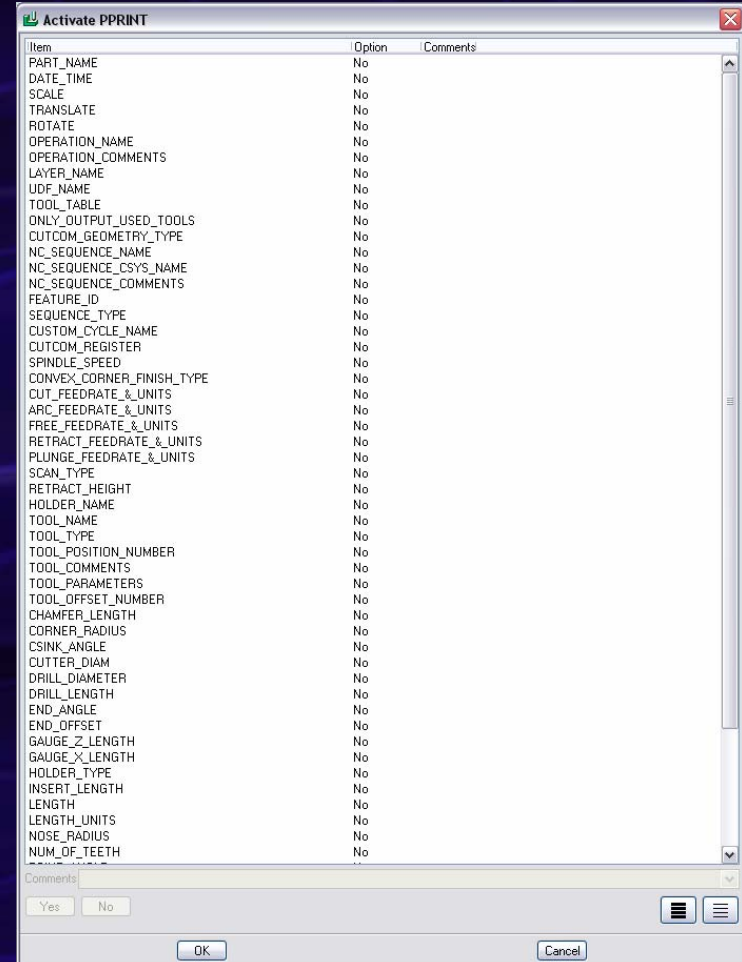 Activate PPRINT
Item Option Comments
PART_NAME No
DATE_TIME No
SCALE No
TRANSLATE No
ROTATE No
OPERATION_NAME No
OPERATION_COMMENTS No
LAYER_NAME No
UDF_NAME No
TOOL_TABLE No
ONLY_OUTPUT_USED_TOOLS No
CUTCOM_GEOMETRY_TYPE No
NC_SEQUENCE_NAME No
NC_SEQUENCE_CSYS_NAME No
NC_SEQUENCE_COMMENTS No
FEATURE_ID No
SEQUENCE_TYPE No
CUSTOM_CYCLE_NAME No
CUTCOM_REGISTER No
SPINDLE_SPEED No
CONVEX_CORNER_FINISH_TYPE No
CUT_FEEDRATE_&_UNITS No
ARC_FEEDRATE_&_UNITS No
FREE_FEEDRATE_&_UNITS No
RETRACT_FEEDRATE_&_UNITS No
PLUNGE_FEEDRATE_&_UNITS No
SCAN_TYPE No
RETRACT_HEIGHT No
HOLDER_NAME No
TOOL_NAME No
TOOL_TYPE No
TOOL_POSITION_NUMBER No
TOOL_COMMENTS No
TOOL_PARAMETERS No
TOOL_OFFSET_NUMBER No
CHAMFER_LENGTH No
CORNER_RADIUS No
CSINK_ANGLE No
CUTTER_DIAM No
DRILL_DIAMETER No
DRILL_LENGTH No
END_ANGLE No
END_OFFSET No
GAUGE_Z_LENGTH No
GAUGE_X_LENGTH No
HOLDER_TYPE No
INSERT_LENGTH No
LENGTH No
LENGTH_UNITS No
NOSE_RADIUS No
NUM_OF_TEETH No
Comments
Yes No
OK Cancel